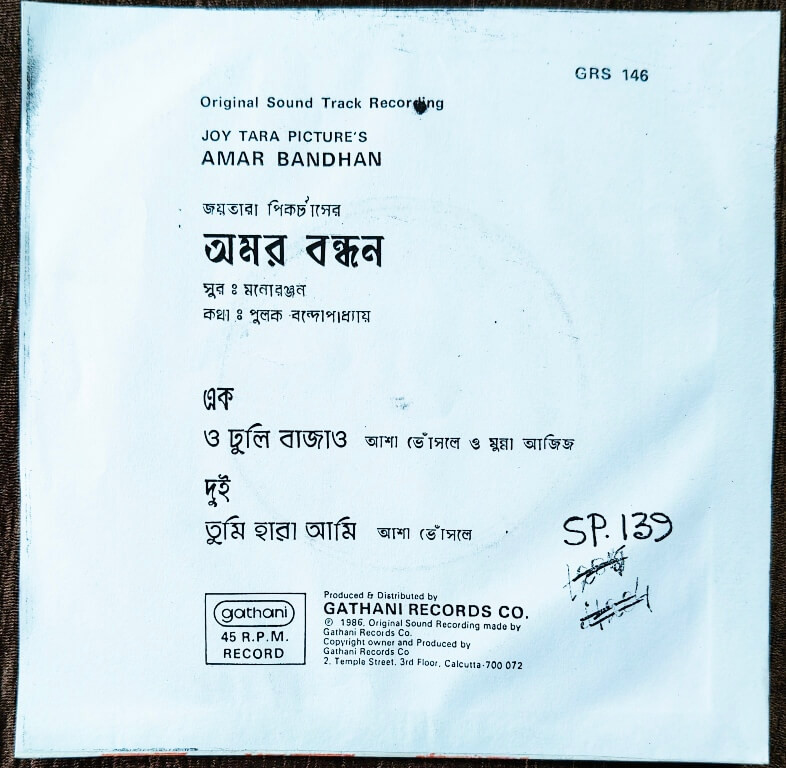 GRS 146
Original Sound Track Recording
JOY TARA PICTURE'S
AMAR BANDHAN
জয়তারা পিকর্চাসের
অমর বন্ধন
সুর ঃ মনোরঞ্জন
কথা ঃ পুলক বন্দোপাধ্যায়
এক
ও ঢুলি বাজাও আশা ভোঁসলে ও মুন্না আজিজ
দুই
তুমি হারা আমি আশা ভোঁসলে
SP. 139
gathani
45 R.P.M.
RECORD
Produced & Distributed by
GATHANI RECORDS CO.
℗ 1986, Original Sound Recording made by
Gathani Records Co.
Copyright owner and Produced by
Gathani Records Co
2, Temple Street, 3rd Floor, Calcutta-700 072